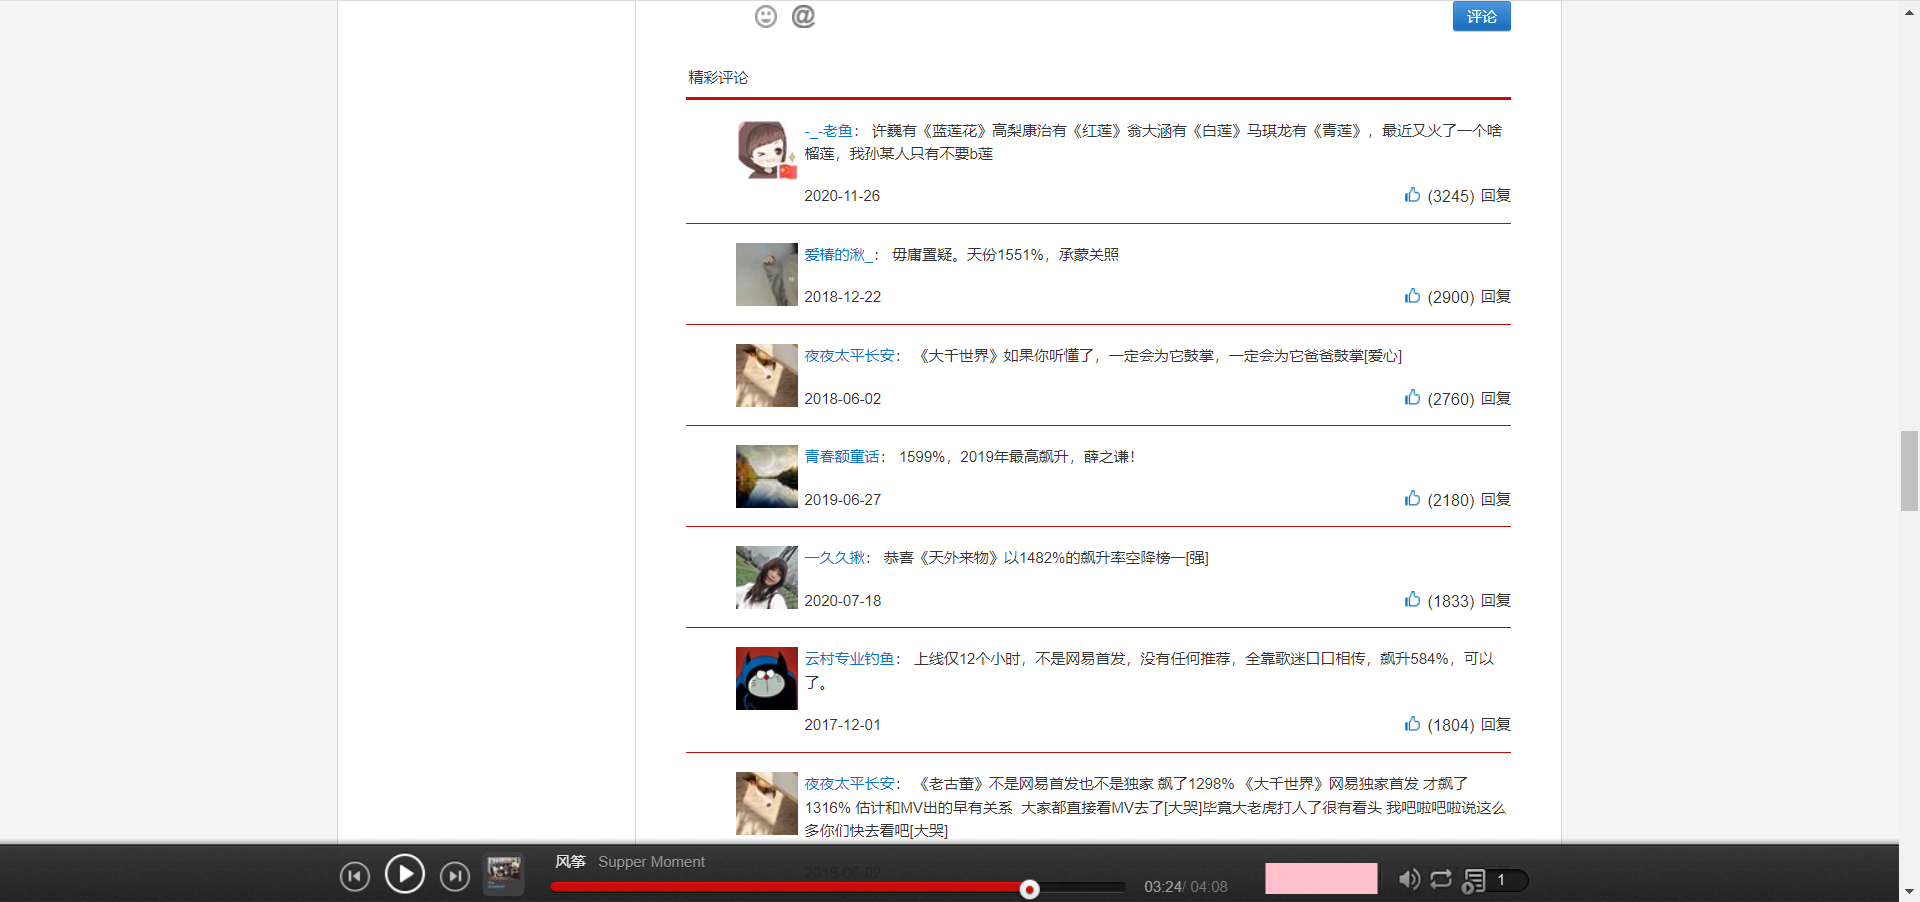 评论
精彩评论
-_-老鱼： 许巍有《蓝莲花》高梨康治有《红莲》翁大涵有《白莲》马琪龙有《青莲》，最近又火了一个啥
榴莲，我孙某人只有不要b莲
2020-11-26
(3245) 回复
爱椿的湫_： 毋庸置疑。天份1551%，承蒙关照
2018-12-22
(2900) 回复
夜夜太平长安： 《大千世界》如果你听懂了，一定会为它鼓掌，一定会为它爸爸鼓掌[爱心]
2018-06-02
(2760) 回复
青春额童话： 1599%，2019年最高飙升，薛之谦！
2019-06-27
(2180) 回复
一久久揪： 恭喜《天外来物》以1482%的飙升率空降榜一[强]
2020-07-18
(1833) 回复
云村专业钓鱼： 上线仅12个小时，不是网易首发，没有任何推荐，全靠歌迷口口相传，飙升584%，可以
了。
2017-12-01
(1804) 回复
夜夜太平长安： 《老古董》不是网易首发也不是独家 飙了1298% 《大千世界》网易独家首发 才飙了
1316% 估计和MV出的早有关系  大家都直接看MV去了[大哭]毕竟大老虎打人了很有看头 我吧啦吧啦说这么
多你们快去看吧[大哭]
风筝 Supper Moment
03:24/ 04:08
1